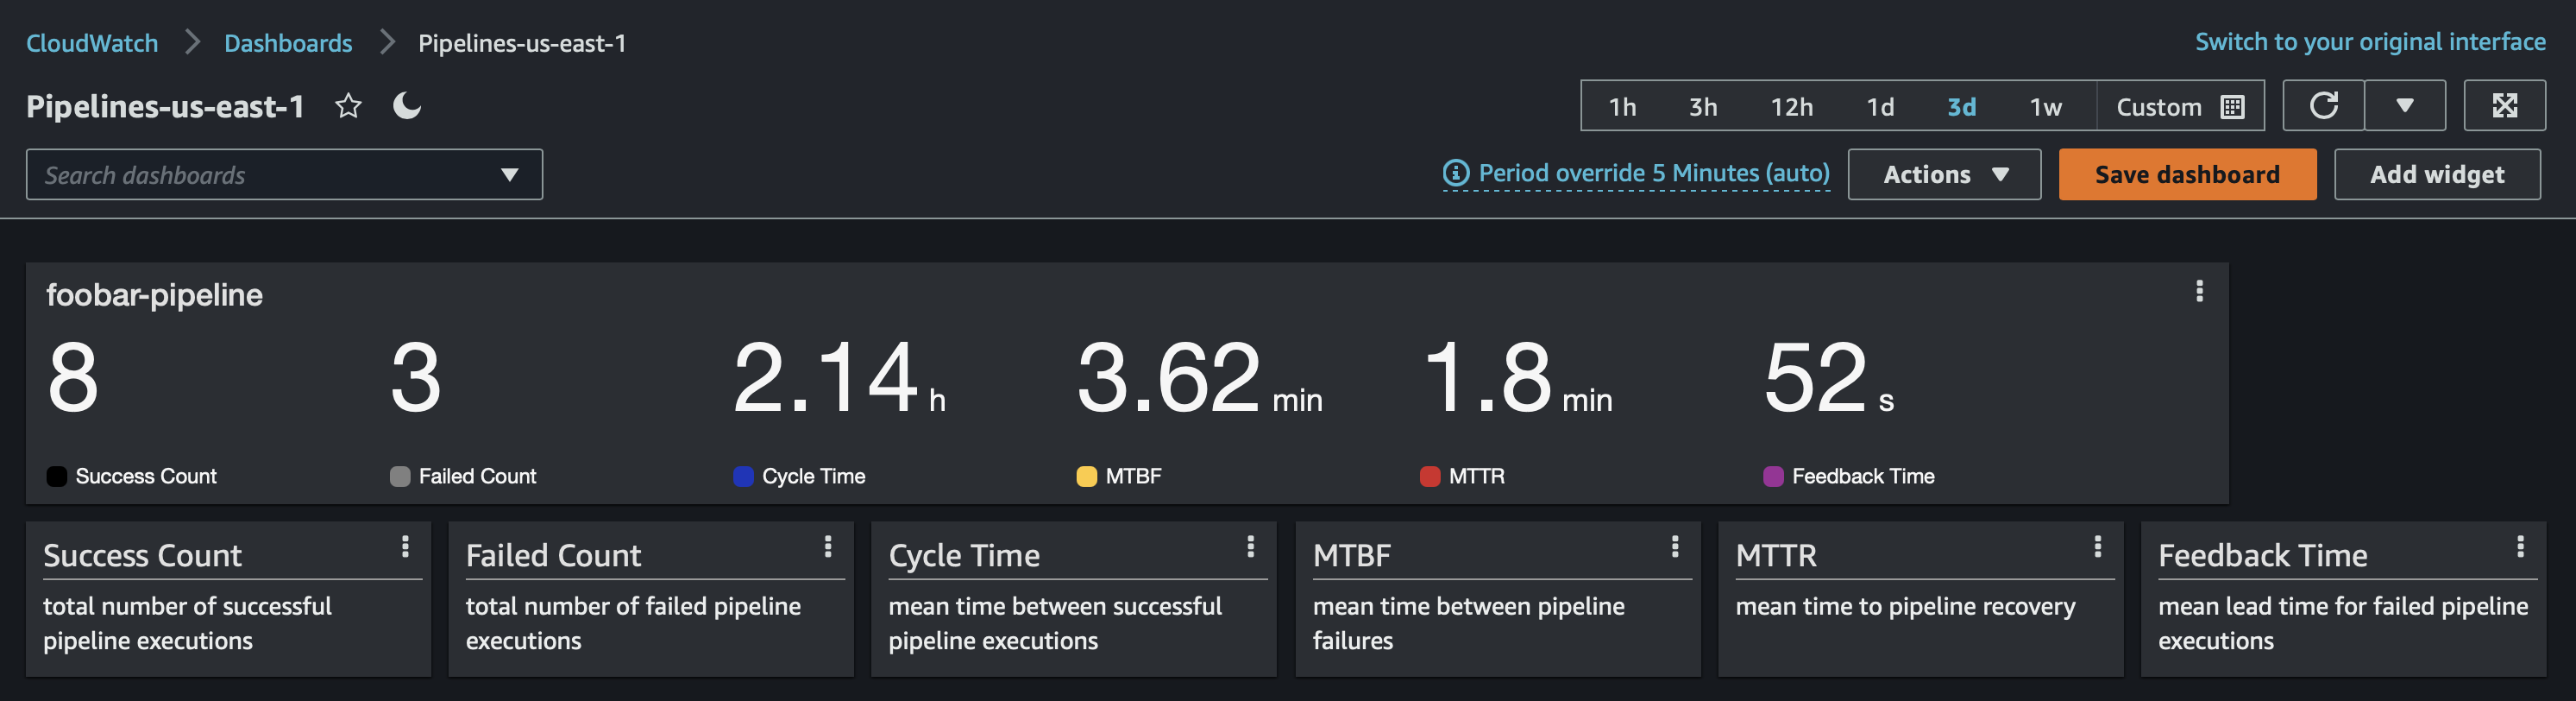 CloudWatch > Dashboards > Pipelines-us-east-1
Switch to your original interface
Pipelines-us-east-1
1h 3h 12h 1d 3d 1w Custom
Search dashboards
Period override 5 Minutes (auto)
Actions
Save dashboard
Add widget
foobar-pipeline
8 3 2.14 h 3.62 min 1.8 min 52 s
Success Count Failed Count Cycle Time MTBF MTTR Feedback Time
Success Count
total number of successful
pipeline executions
Failed Count
total number of failed pipeline
executions
Cycle Time
mean time between successful
pipeline executions
MTBF
mean time between pipeline
failures
MTTR
mean time to pipeline recovery
Feedback Time
mean lead time for failed pipeline
executions